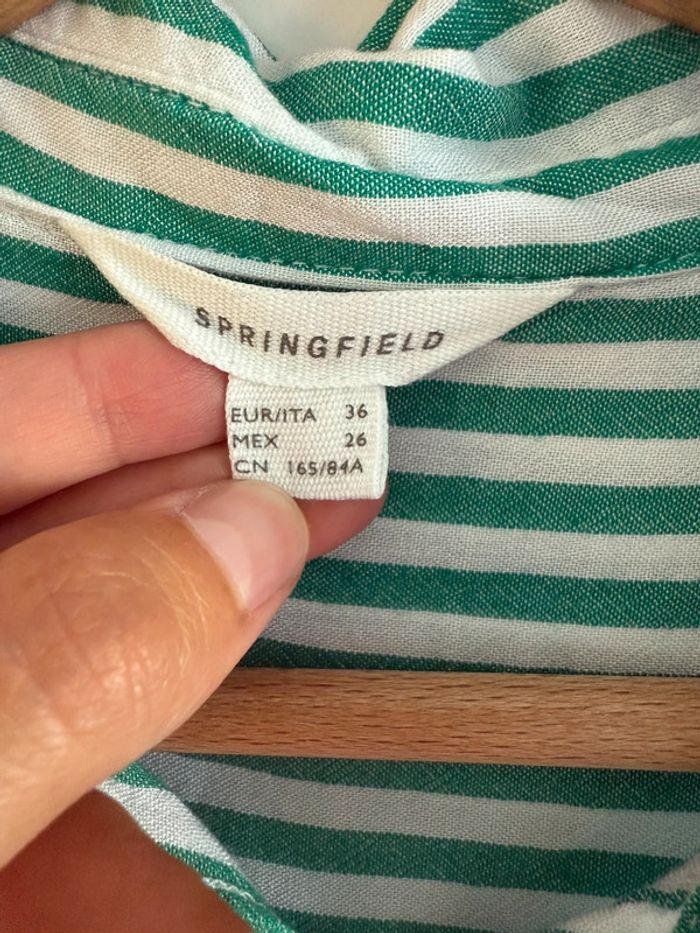 SPRINGFIELD
EUR/ITA 36
MEX 26
CN 165/84A